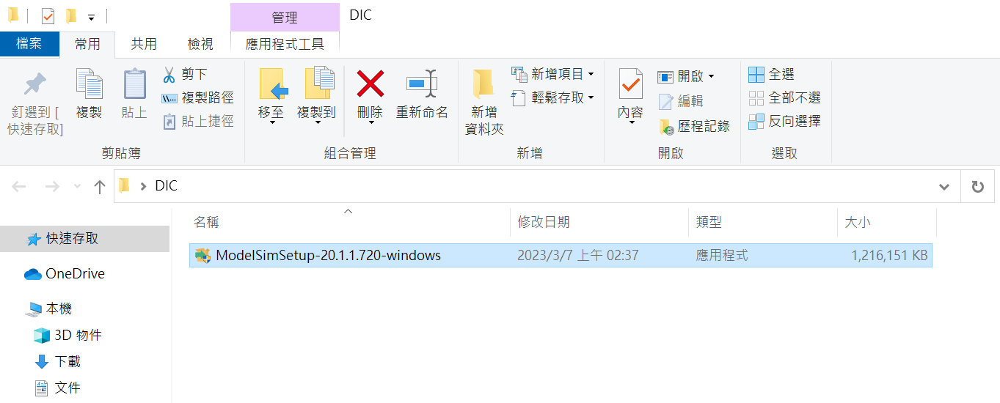 管理
DIC
檔案
常用
共用
檢視
應用程式工具
釘選到 [
快速存取]
複製
貼上
剪下
複製路徑
貼上捷徑
剪貼簿
移至
複製到
刪除
重新命名
組合管理
新增
資料夾
新增項目
輕鬆存取
新增
內容
開啟
編輯
歷程記錄
開啟
全選
全部不選
反向選擇
選取
DIC
名稱
修改日期
類型
大小
快速存取
ModelSimSetup-20.1.1.720-windows
2023/3/7 上午 02:37
應用程式
1,216,151 KB
OneDrive
本機
3D 物件
下載
文件